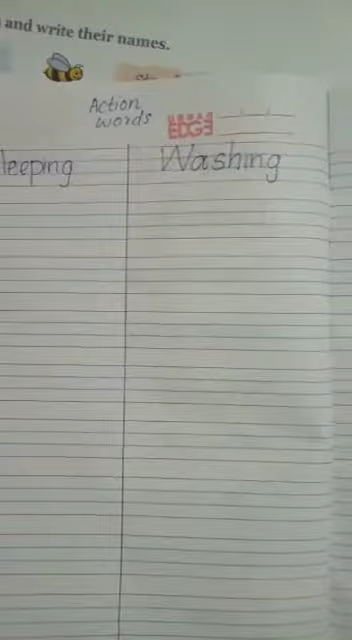 and write their names.
Action
words
EDGE
leeping
Washing